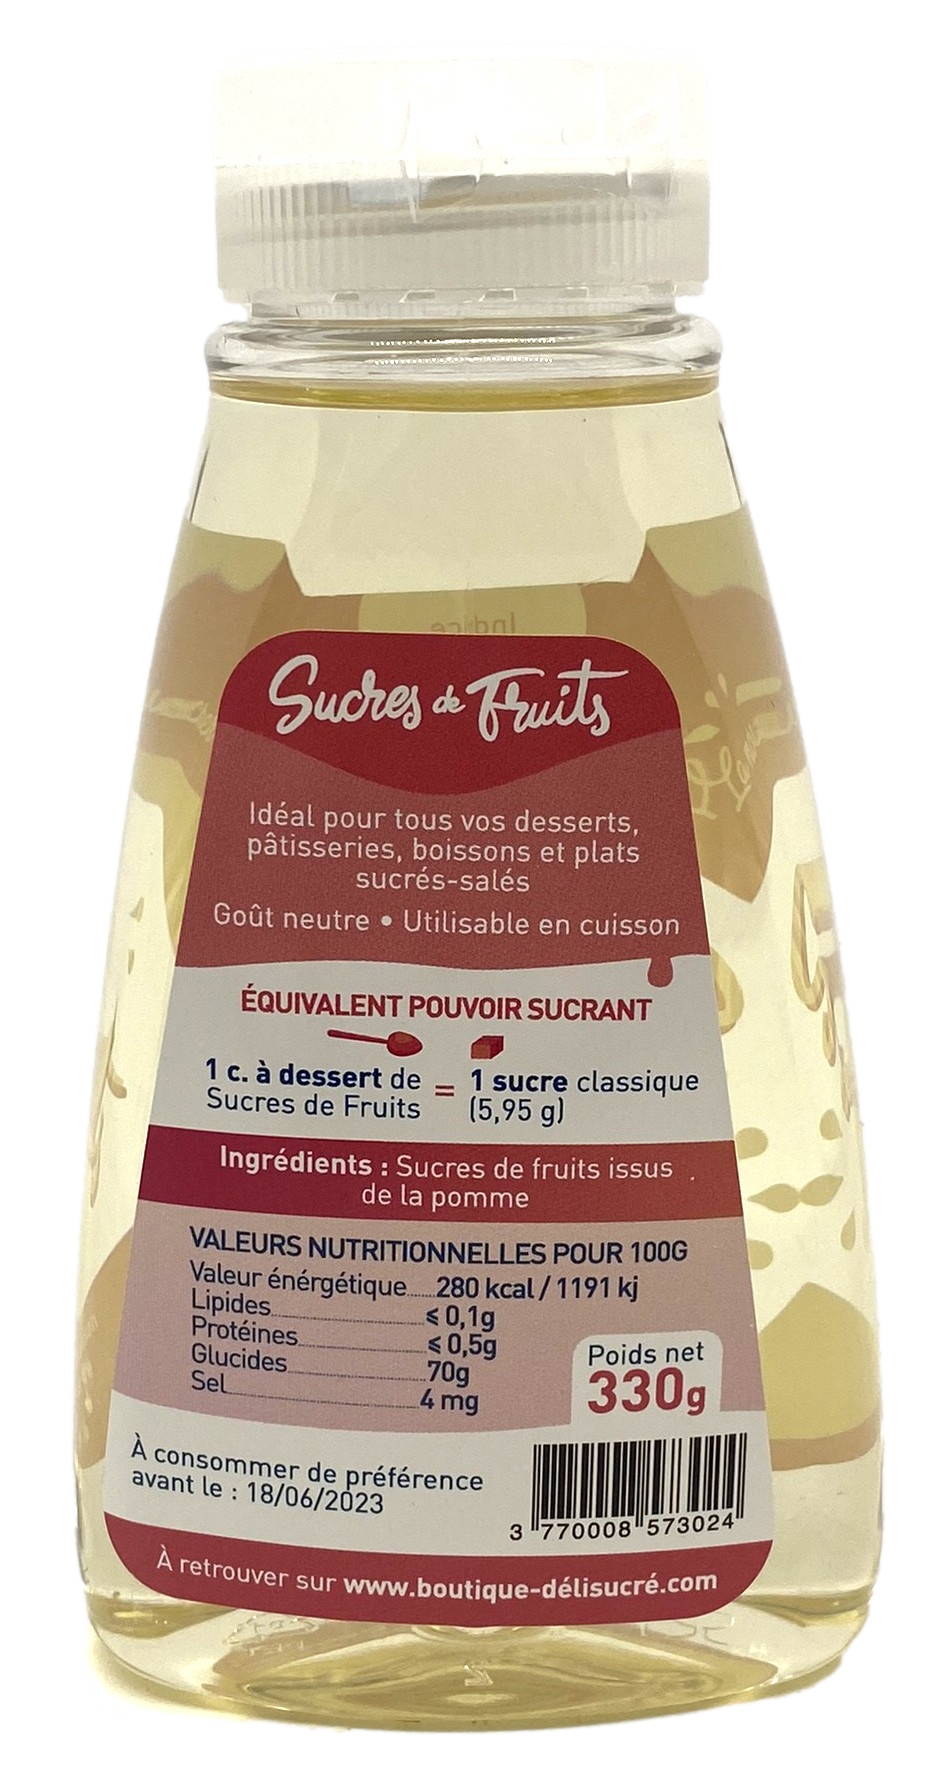 Indice
Sucres de Fruits
Idéal pour tous vos desserts,
pâtisseries, boissons et plats
sucrés-salés
Goût neutre • Utilisable en cuisson
ÉQUIVALENT POUVOIR SUCRANT
1 c. à dessert de
Sucres de Fruits
=
1 sucre classique
(5,95 g)
Ingrédients : Sucres de fruits issus
de la pomme
VALEURS NUTRITIONNELLES POUR 100G
Valeur énérgétique......280 kcal / 1191 kj
Lipides......≤ 0,1g
Protéines......≤ 0,5g
Glucides......70g
Sel......4 mg
Poids net
330g
À consommer de préférence
avant le : 18/06/2023
3 770008 573024
À retrouver sur www.boutique-délisucré.com